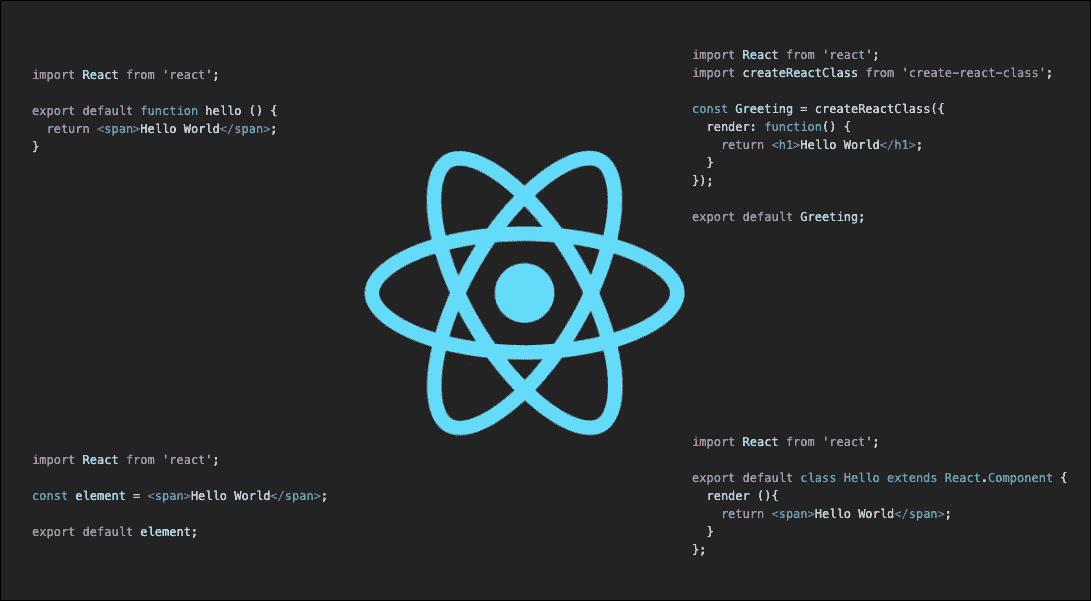 import React from 'react';
export default function hello () {
  return <span>Hello World</span>;
}
import React from 'react';
import createReactClass from 'create-react-class';
const Greeting = createReactClass({
  render: function() {
    return <h1>Hello World</h1>;
  }
});
export default Greeting;
import React from 'react';
const element = <span>Hello World</span>;
export default element;
import React from 'react';
export default class Hello extends React.Component {
  render (){
    return <span>Hello World</span>;
  }
};